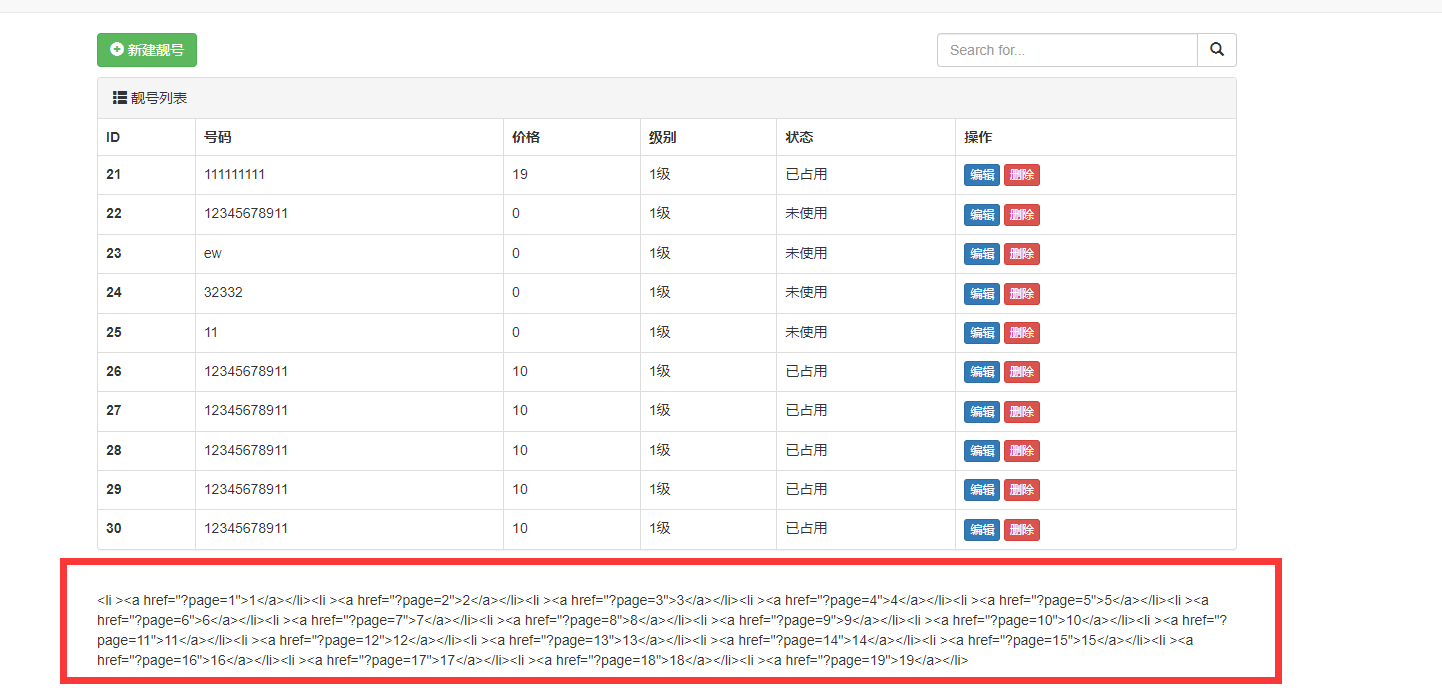 新建靓号
Search for...
靓号列表
ID 号码 价格 级别 状态 操作
21 111111111 19 1级 已占用 编辑 删除
22 12345678911 0 1级 未使用 编辑 删除
23 ew 0 1级 未使用 编辑 删除
24 32332 0 1级 未使用 编辑 删除
25 11 0 1级 未使用 编辑 删除
26 12345678911 10 1级 已占用 编辑 删除
27 12345678911 10 1级 已占用 编辑 删除
28 12345678911 10 1级 已占用 编辑 删除
29 12345678911 10 1级 已占用 编辑 删除
30 12345678911 10 1级 已占用 编辑 删除
<li ><a href="?page=1">1</a></li><li ><a href="?page=2">2</a></li><li ><a href="?page=3">3</a></li><li ><a href="?page=4">4</a></li><li ><a href="?page=5">5</a></li><li ><a
href="?page=6">6</a></li><li ><a href="?page=7">7</a></li><li ><a href="?page=8">8</a></li><li ><a href="?page=9">9</a></li><li ><a href="?page=10">10</a></li><li ><a href="?
page=11">11</a></li><li ><a href="?page=12">12</a></li><li ><a href="?page=13">13</a></li><li ><a href="?page=14">14</a></li><li ><a href="?page=15">15</a></li><li ><a
href="?page=16">16</a></li><li ><a href="?page=17">17</a></li><li ><a href="?page=18">18</a></li><li ><a href="?page=19">19</a></li>